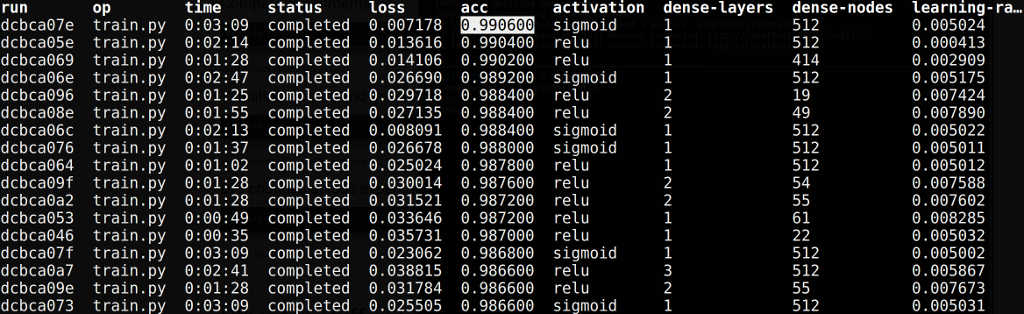 run op time status loss acc activation dense-layers dense-nodes learning-ra…
dcbca07e train.py 0:03:09 completed 0.007178 0.990600 sigmoid 1 512 0.005024
dcbca05e train.py 0:02:14 completed 0.013616 0.990400 relu 1 512 0.000413
dcbca069 train.py 0:01:28 completed 0.014106 0.990200 relu 1 414 0.002909
dcbca06e train.py 0:02:47 completed 0.026690 0.989200 sigmoid 1 512 0.005175
dcbca096 train.py 0:01:25 completed 0.029718 0.988400 relu 2 19 0.007424
dcbca08e train.py 0:01:55 completed 0.027135 0.988400 relu 2 49 0.007890
dcbca06c train.py 0:02:13 completed 0.008091 0.988400 sigmoid 1 512 0.005022
dcbca076 train.py 0:01:37 completed 0.026678 0.988000 sigmoid 1 512 0.005011
dcbca064 train.py 0:01:02 completed 0.025024 0.987800 relu 1 512 0.005012
dcbca09f train.py 0:01:28 completed 0.030014 0.987600 relu 2 54 0.007588
dcbca0a2 train.py 0:01:28 completed 0.031521 0.987200 relu 2 55 0.007602
dcbca053 train.py 0:00:49 completed 0.033646 0.987200 relu 1 61 0.008285
dcbca046 train.py 0:00:35 completed 0.035731 0.987000 relu 1 22 0.005032
dcbca07f train.py 0:03:09 completed 0.023062 0.986800 sigmoid 1 512 0.005008
dcbca0a7 train.py 0:02:41 completed 0.038815 0.986600 relu 3 512 0.005867
dcbca09e train.py 0:01:28 completed 0.031784 0.986600 relu 2 55 0.007673
dcbca073 train.py 0:03:09 completed 0.025505 0.986600 sigmoid 1 512 0.005031